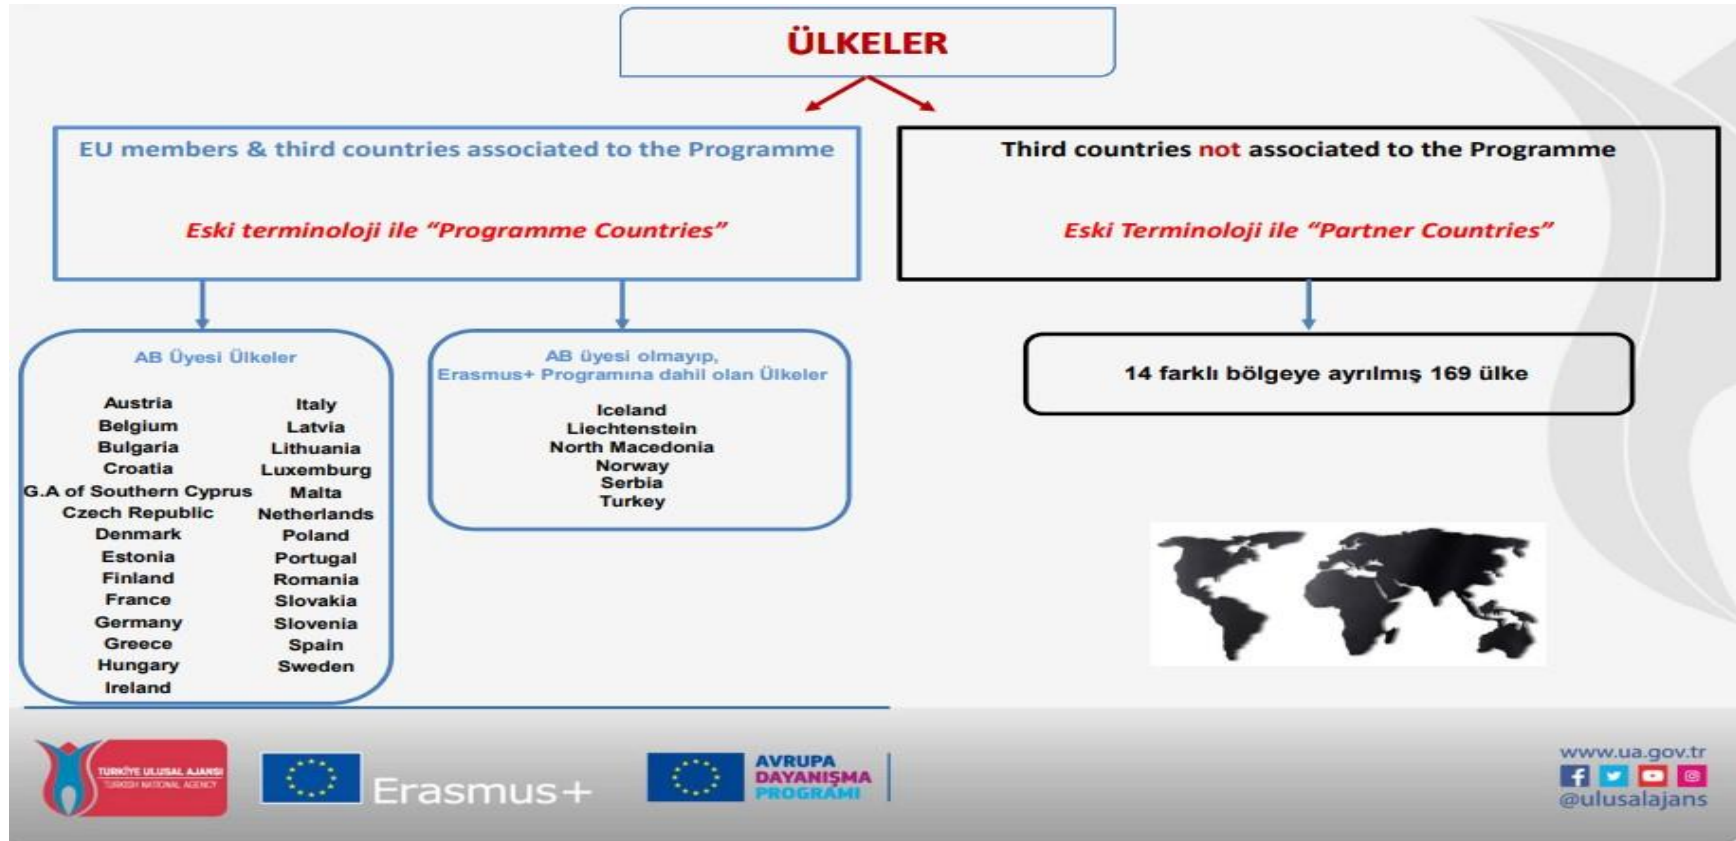 ÜLKELER
EU members & third countries associated to the Programme
Eski terminoloji ile “Programme Countries”
Third countries not associated to the Programme
Eski Terminoloji ile “Partner Countries”
AB Üyesi Ülkeler
Austria
Belgium
Bulgaria
Croatia
G.A of Southern Cyprus
Czech Republic
Denmark
Estonia
Finland
France
Germany
Greece
Hungary
Ireland
Italy
Latvia
Lithuania
Luxemburg
Malta
Netherlands
Poland
Portugal
Romania
Slovakia
Slovenia
Spain
Sweden
AB üyesi olmayıp,
Erasmus+ Programına dahil olan Ülkeler
Iceland
Liechtenstein
North Macedonia
Norway
Serbia
Turkey
14 farklı bölgeye ayrılmış 169 ülke
TÜRKİYE ULUSAL AJANSI
TURKISH NATIONAL AGENCY
Erasmus+
AVRUPA
DAYANIŞMA
PROGRAMI
www.ua.gov.tr
@ulusalajans